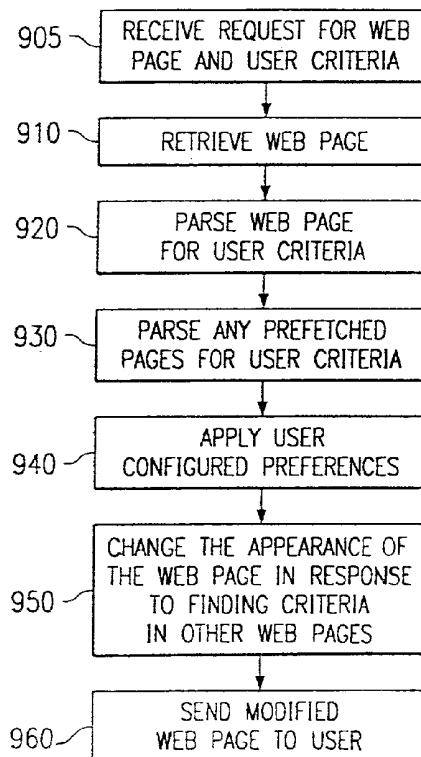 905
RECEIVE REQUEST FOR WEB
PAGE AND USER CRITERIA
910
RETRIEVE WEB PAGE
920
PARSE WEB PAGE
FOR USER CRITERIA
930
PARSE ANY PREFETCHED
PAGES FOR USER CRITERIA
940
APPLY USER
CONFIGURED PREFERENCES
950
CHANGE THE APPEARANCE OF
THE WEB PAGE IN RESPONSE
TO FINDING CRITERIA
IN OTHER WEB PAGES
960
SEND MODIFIED
WEB PAGE TO USER